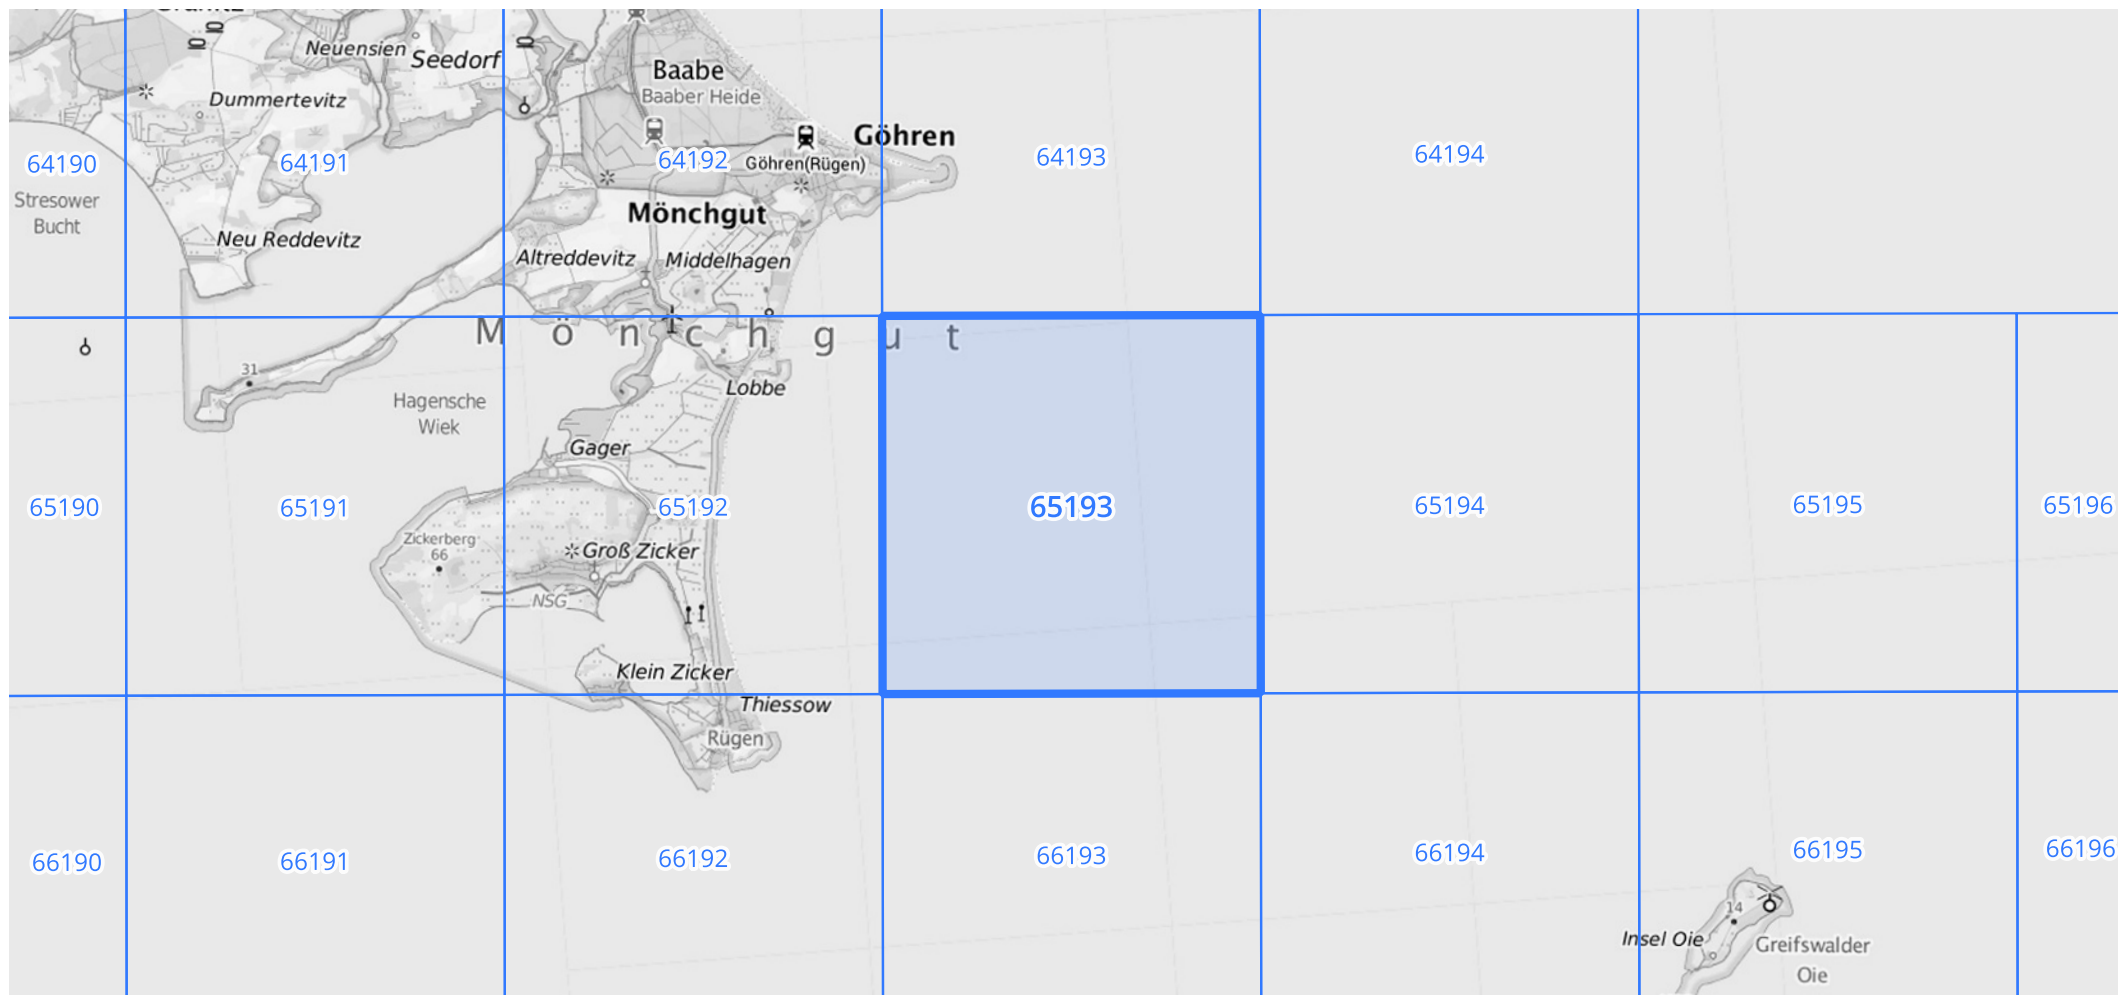 Neuensien
Seedorf
Baabe
Baaber Heide
Dummertevitz
Göhren
64190
64191
64192
Göhren(Rügen)
64193
64194
Stresower
Bucht
Mönchgut
Neu Reddevitz
Altreddevitz
Middelhagen
M ö n c h g u t
31
Lobbe
Hagensche
Wiek
Gager
65190
65191
65192
65193
65194
65195
65196
Zickerberg
66
Groß Zicker
NSG
Klein Zicker
Thiessow
Rügen
66190
66191
66192
66193
66194
66195
66196
14
Insel Oie
Greifswalder
Oie